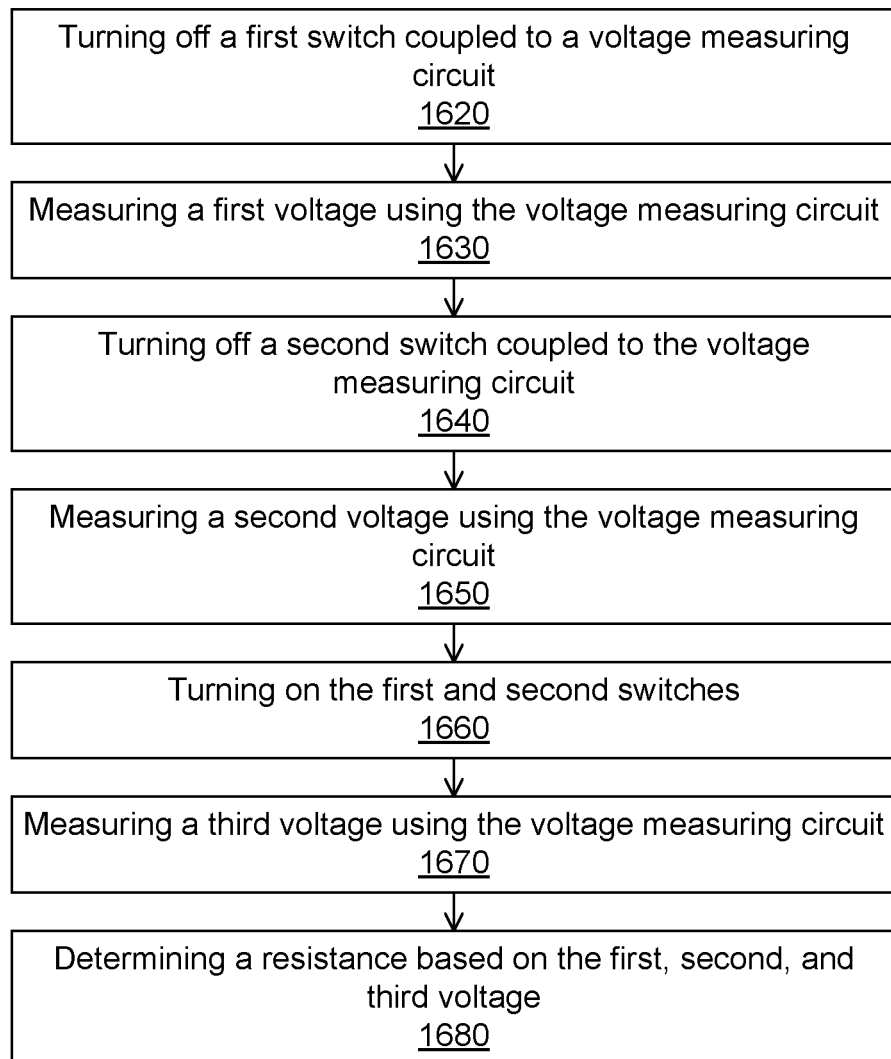 Turning off a first switch coupled to a voltage measuring
circuit
1620
Measuring a first voltage using the voltage measuring circuit
1630
Turning off a second switch coupled to the voltage
measuring circuit
1640
Measuring a second voltage using the voltage measuring
circuit
1650
Turning on the first and second switches
1660
Measuring a third voltage using the voltage measuring circuit
1670
Determining a resistance based on the first, second, and
third voltage
1680